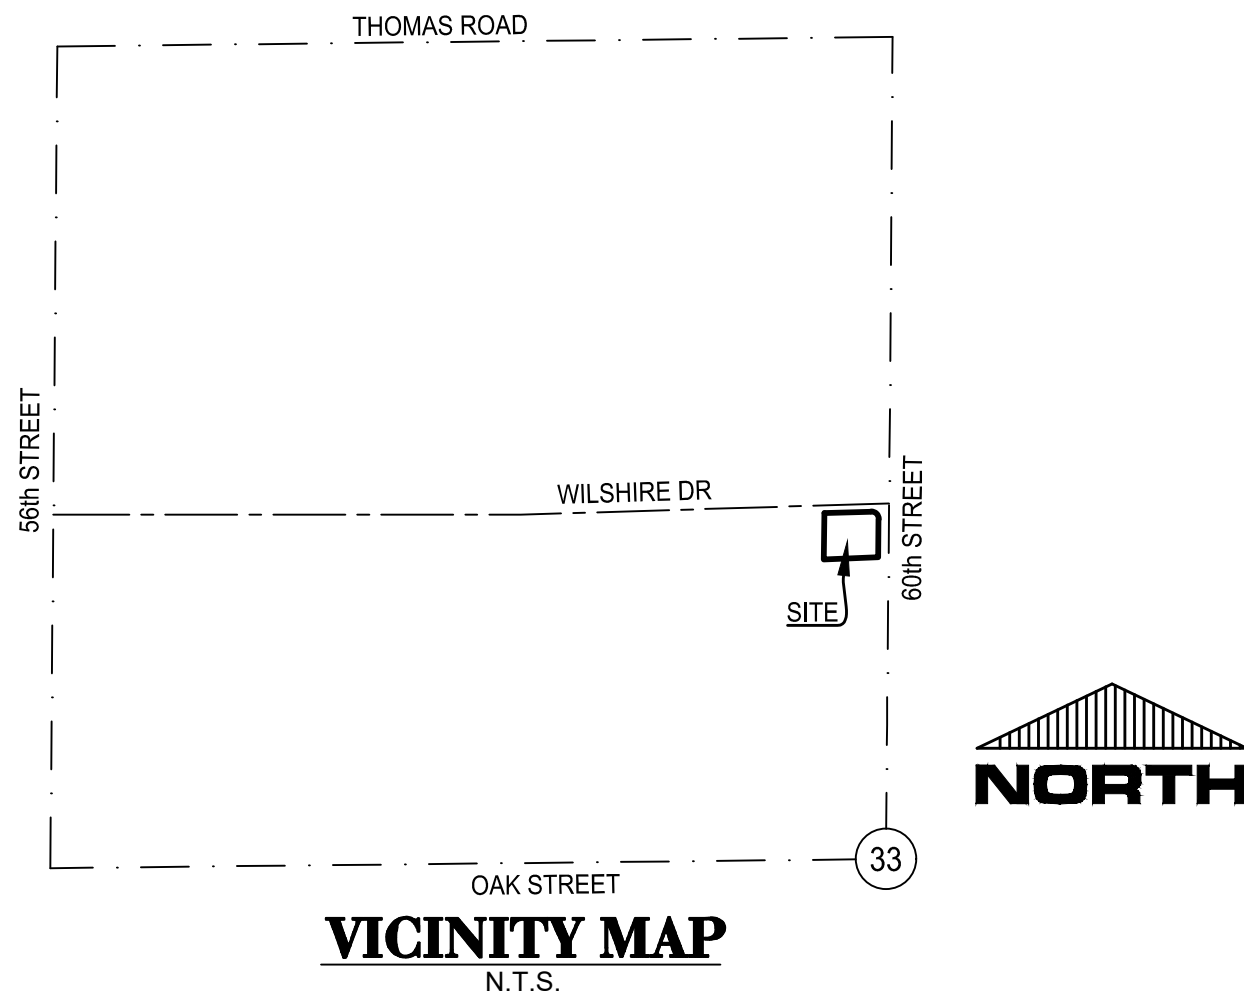 THOMAS ROAD
56th STREET
WILSHIRE DR
60th STREET
SITE
NORTH
33
OAK STREET
VICINITY MAP
N.T.S.